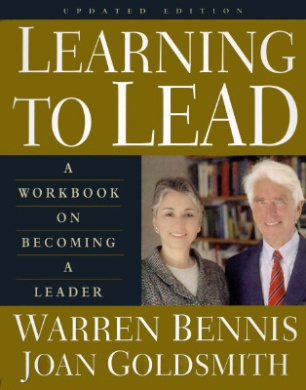 UPDATED EDITION
LEARNING
TO LEAD
A
WORKBOOK
ON
BECOMING
A
LEADER
WARREN BENNIS
JOAN GOLDSMITH